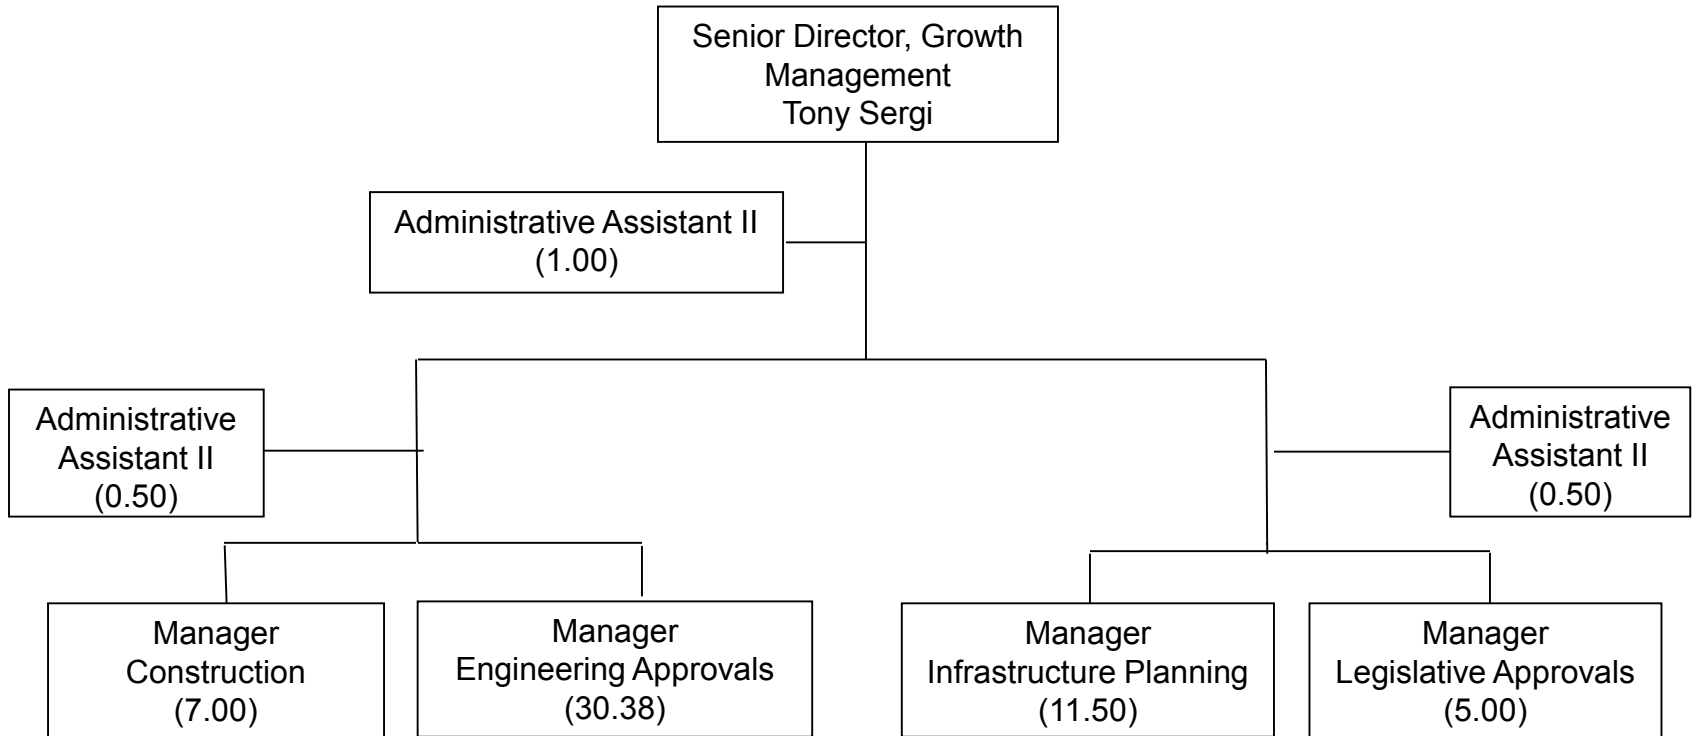 Senior Director, Growth
Management
Tony Sergi
Administrative Assistant II
(1.00)
Administrative
Assistant II
(0.50)
Administrative
Assistant II
(0.50)
Manager
Construction
(7.00)
Manager
Engineering Approvals
(30.38)
Manager
Infrastructure Planning
(11.50)
Manager
Legislative Approvals
(5.00)